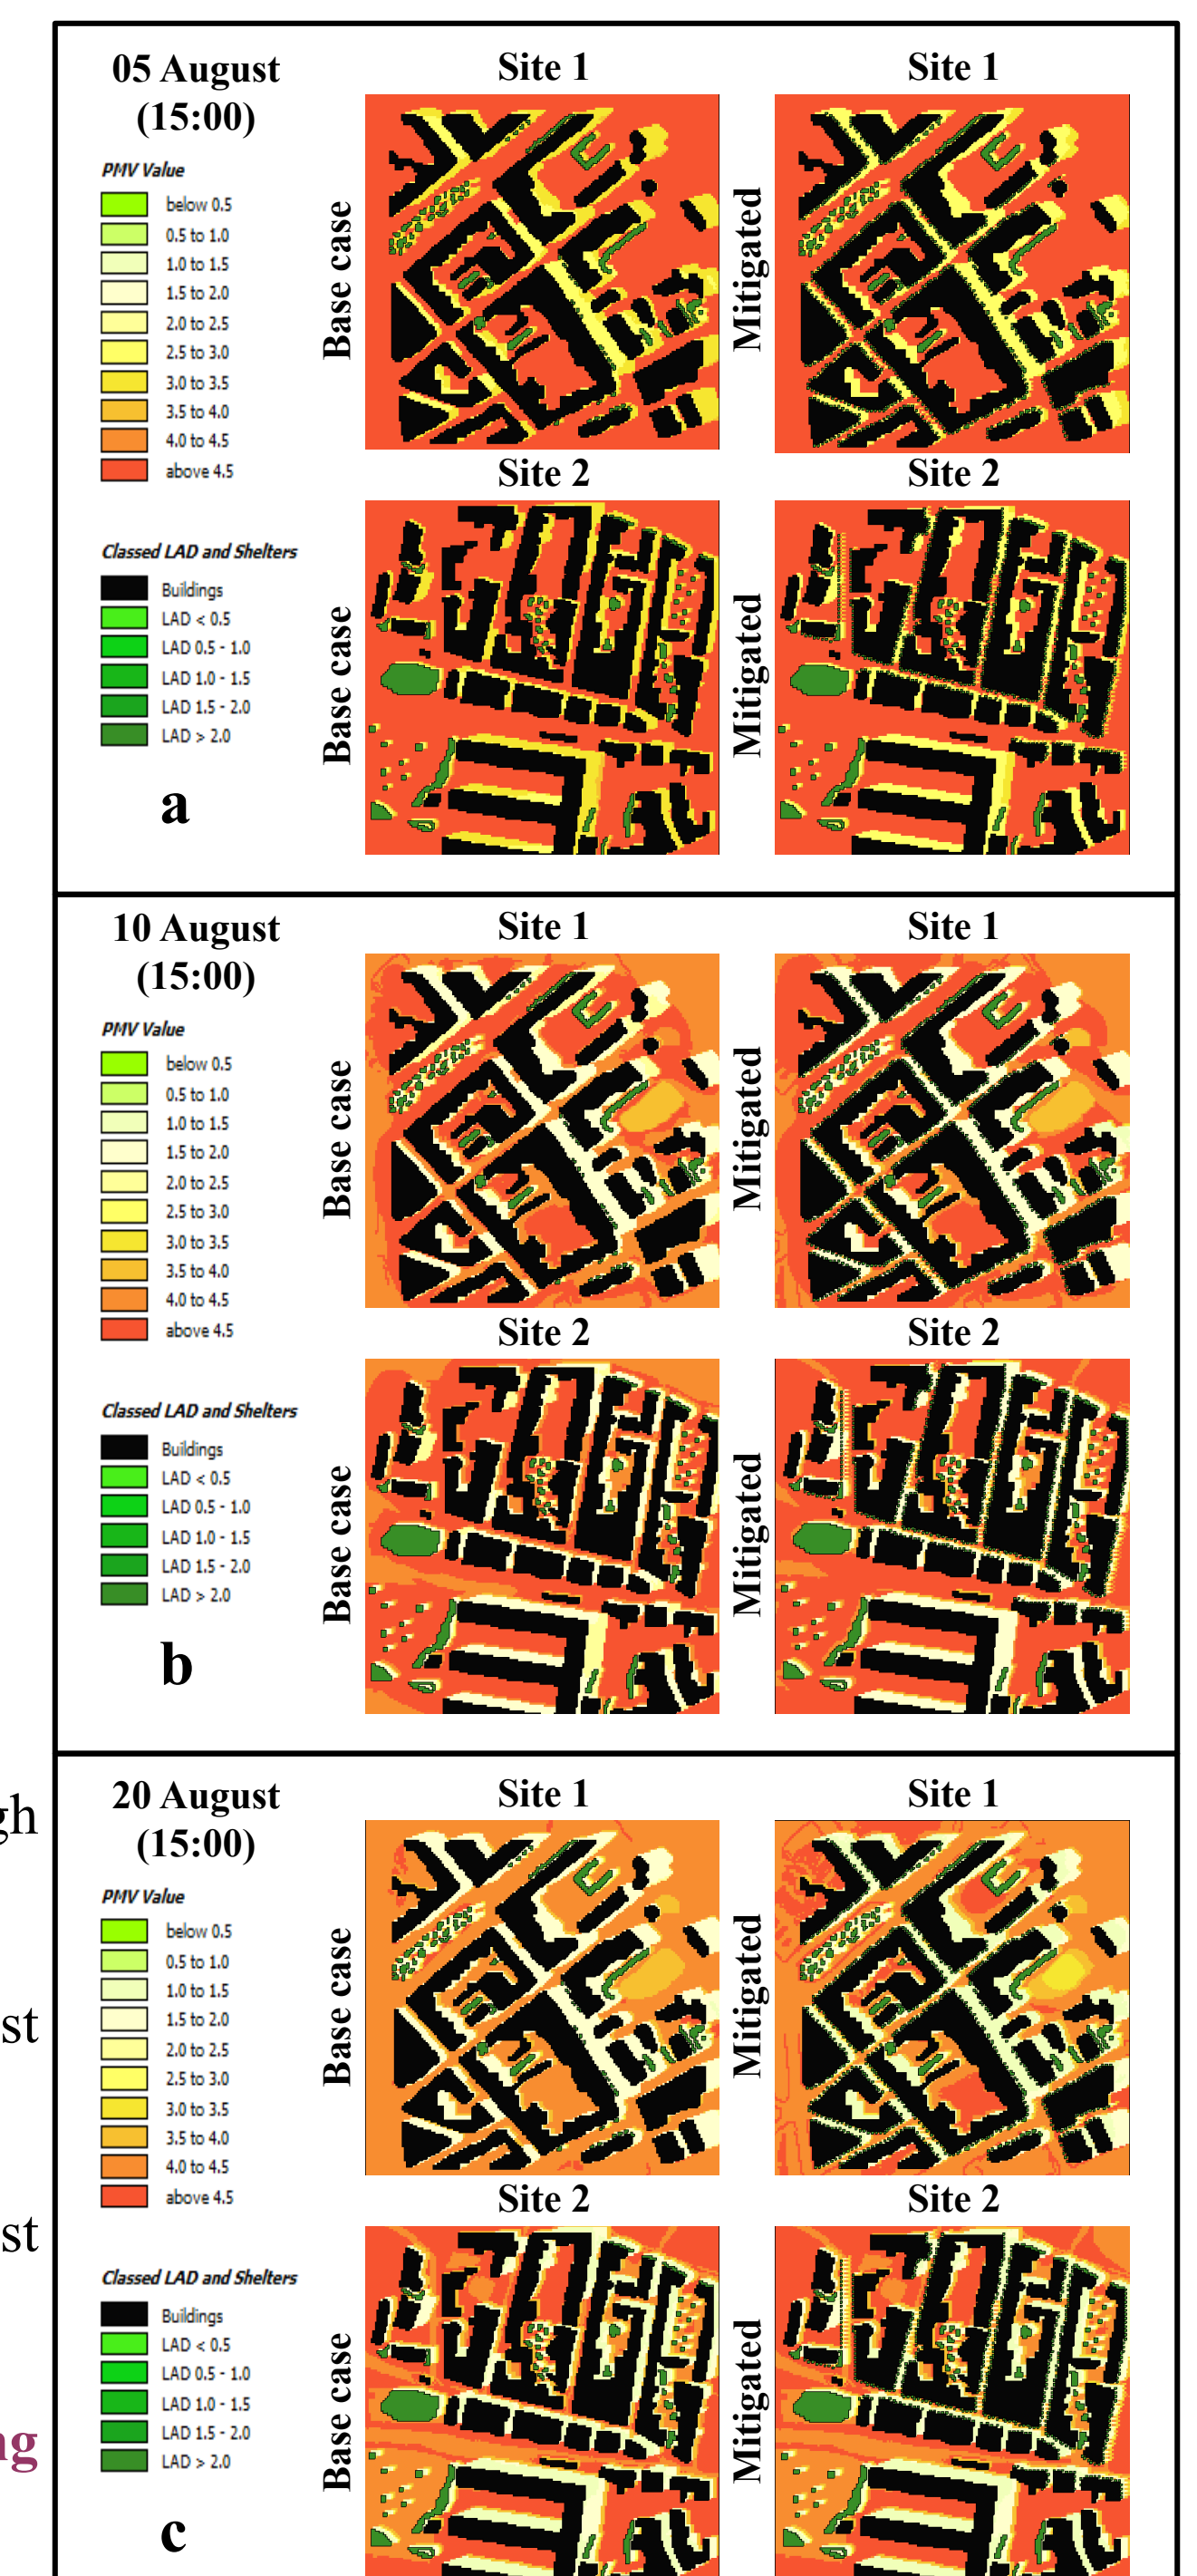 05 August
(15:00)
PMV Value
below 0.5
0.5 to 1.0
1.0 to 1.5
1.5 to 2.0
2.0 to 2.5
2.5 to 3.0
3.0 to 3.5
3.5 to 4.0
4.0 to 4.5
above 4.5
Classed LAD and Shelters
Buildings
LAD < 0.5
LAD 0.5 - 1.0
LAD 1.0 - 1.5
LAD 1.5 - 2.0
LAD > 2.0
a
Site 1
Site 1
Base case
Mitigated
Site 2
Site 2
Base case
Mitigated
10 August
(15:00)
PMV Value
below 0.5
0.5 to 1.0
1.0 to 1.5
1.5 to 2.0
2.0 to 2.5
2.5 to 3.0
3.0 to 3.5
3.5 to 4.0
4.0 to 4.5
above 4.5
Classed LAD and Shelters
Buildings
LAD < 0.5
LAD 0.5 - 1.0
LAD 1.0 - 1.5
LAD 1.5 - 2.0
LAD > 2.0
b
Site 1
Site 1
Base case
Mitigated
Site 2
Site 2
Base case
Mitigated
gh
st
st
ng
20 August
(15:00)
PMV Value
below 0.5
0.5 to 1.0
1.0 to 1.5
1.5 to 2.0
2.0 to 2.5
2.5 to 3.0
3.0 to 3.5
3.5 to 4.0
4.0 to 4.5
above 4.5
Classed LAD and Shelters
Buildings
LAD < 0.5
LAD 0.5 - 1.0
LAD 1.0 - 1.5
LAD 1.5 - 2.0
LAD > 2.0
c
Site 1
Site 1
Base case
Mitigated
Site 2
Site 2
Base case
Mitigated